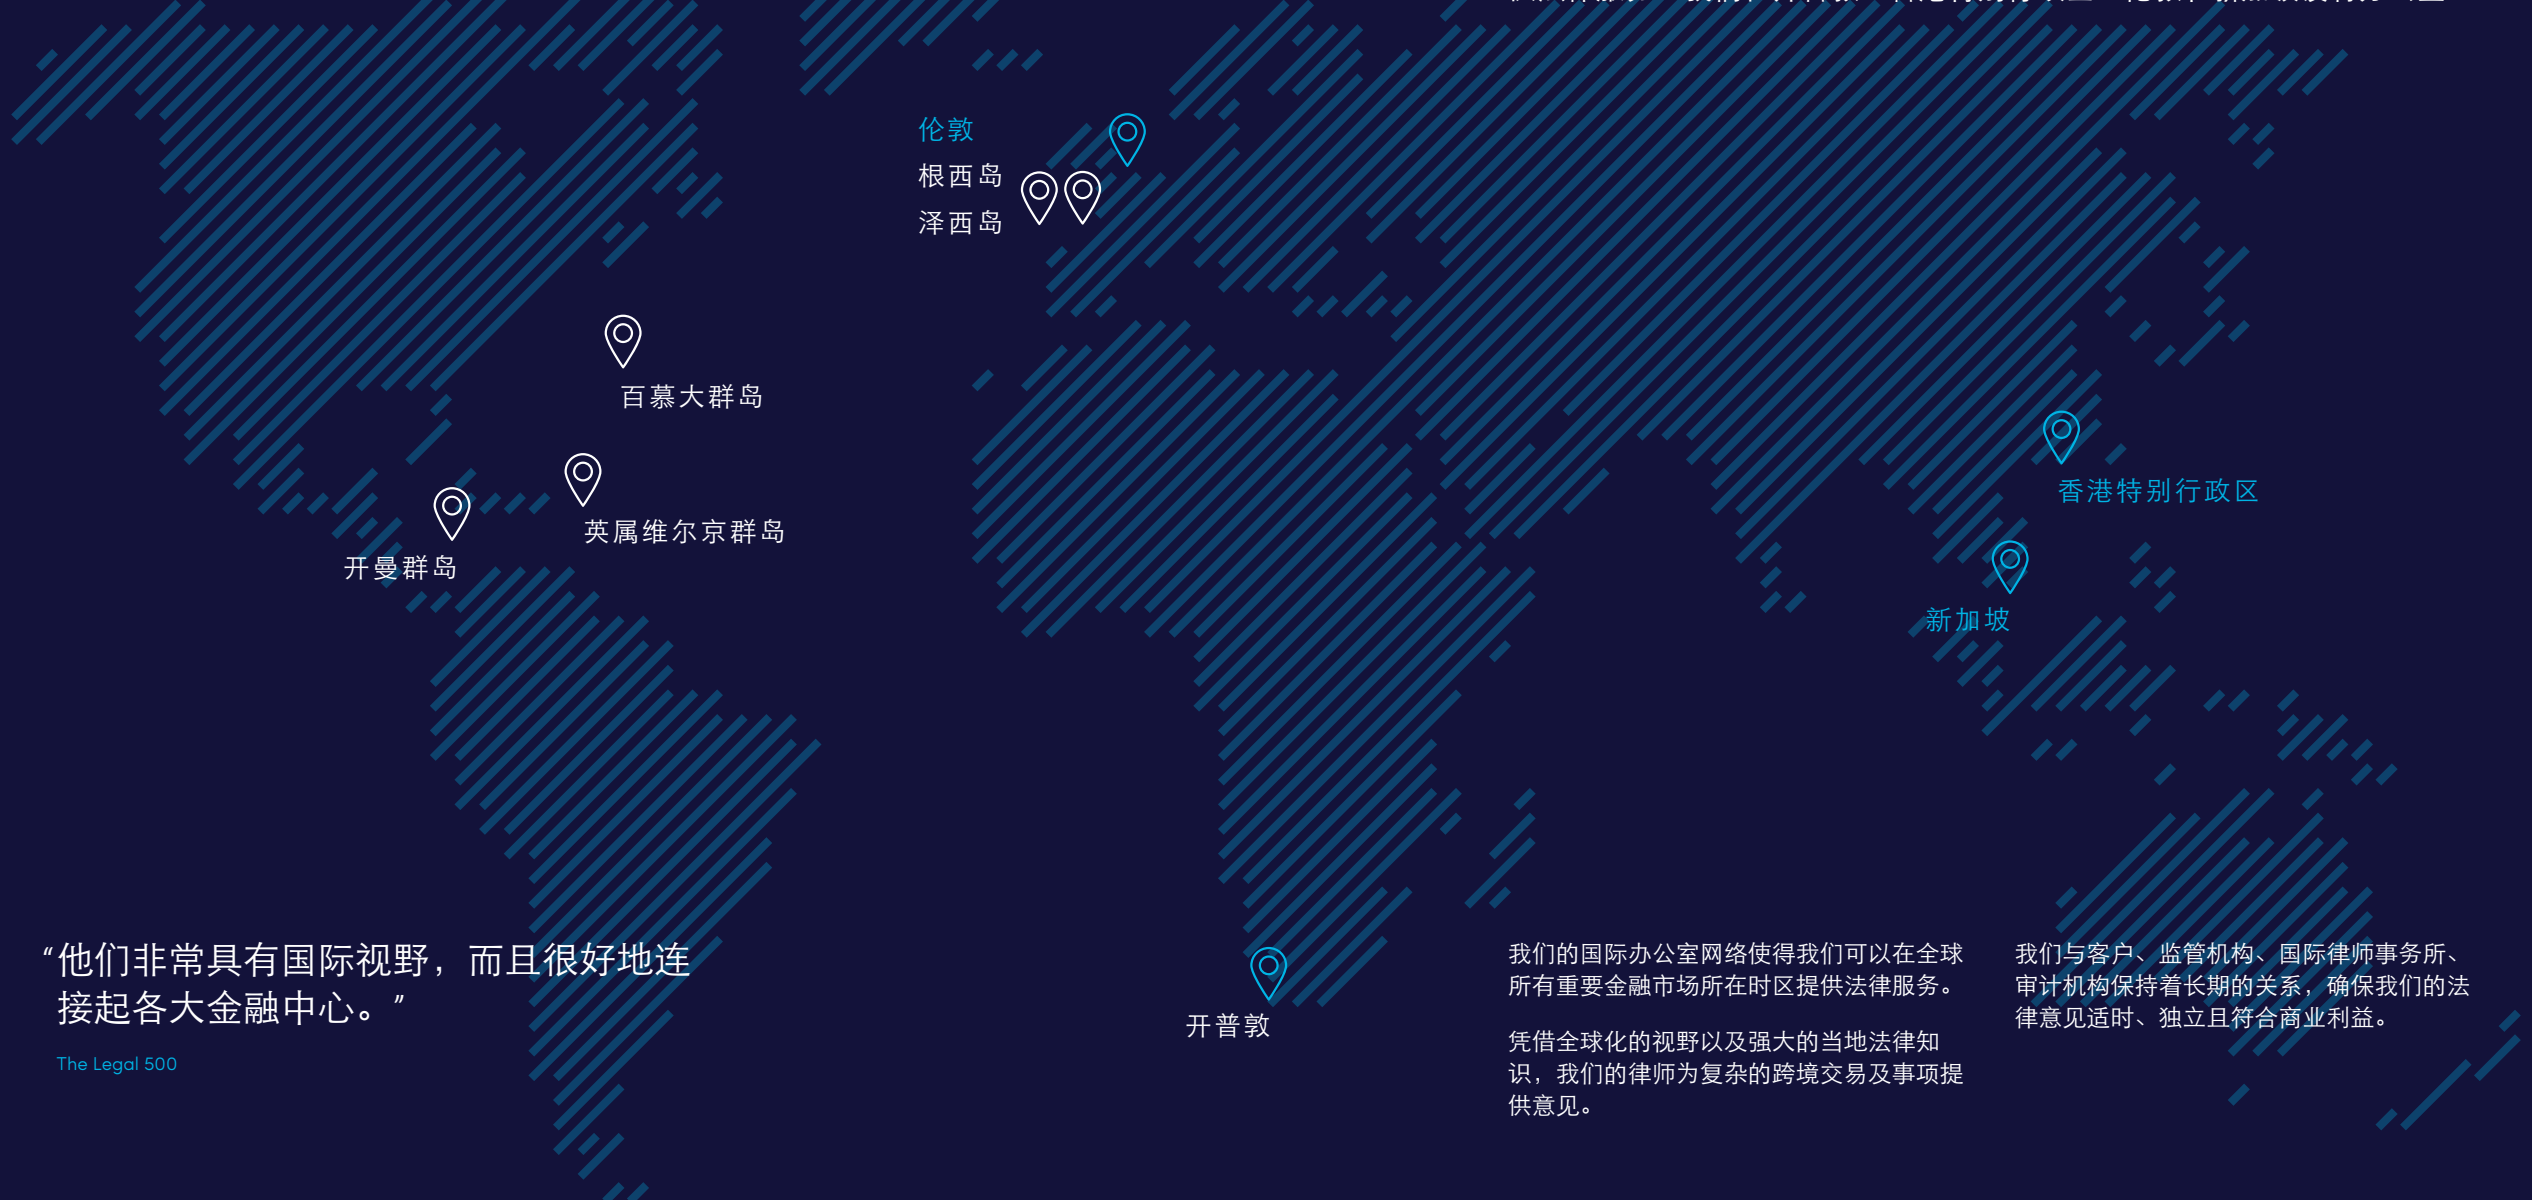 伦敦
根西岛
泽西岛
百慕大群岛
英属维尔京群岛
开曼群岛
香港特别行政区
新加坡
开普敦
“他们非常具有国际视野，而且很好地连
接起各大金融中心。”
The Legal 500
我们的国际办公室网络使得我们可以在全球
所有重要金融市场所在时区提供法律服务。
凭借全球化的视野以及强大的当地法律知
识，我们的律师为复杂的跨境交易及事项提
供意见。
我们与客户、监管机构、国际律师事务所、
审计机构保持着长期的关系，确保我们的法
律意见适时、独立且符合商业利益。